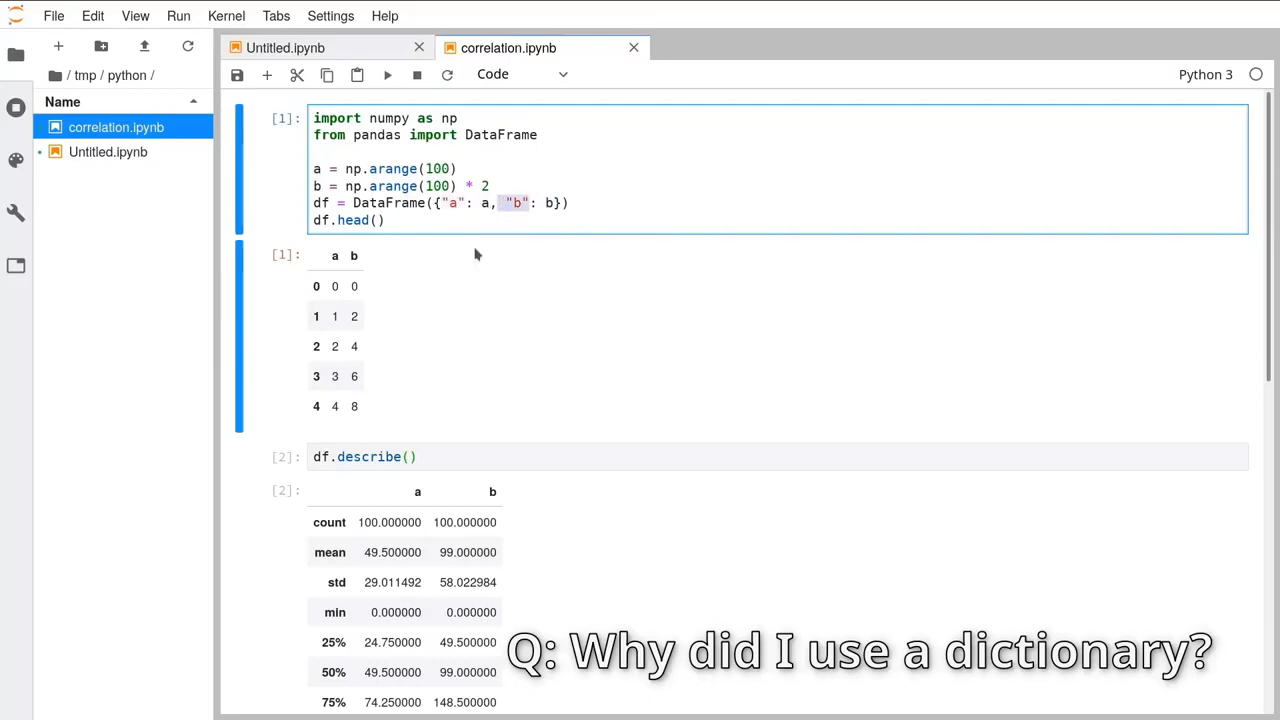 File Edit View Run Kernel Tabs Settings Help
Untitled.ipynb
correlation.ipynb
/ tmp / python /
Code
Python 3
Name
correlation.ipynb
Untitled.ipynb
[1]:
import numpy as np
from pandas import DataFrame
a = np.arange(100)
b = np.arange(100) * 2
df = DataFrame({"a": a, "b": b})
df.head()
[1]:
a b
0 0 0
1 1 2
2 2 4
3 3 6
4 4 8
[2]:
df.describe()
[2]:
a b
count 100.000000 100.000000
mean 49.500000 99.000000
std 29.011492 58.022984
min 0.000000 0.000000
25% 24.750000 49.500000
50% 49.500000 99.000000
75% 74.250000 148.500000
Q: Why did I use a dictionary?